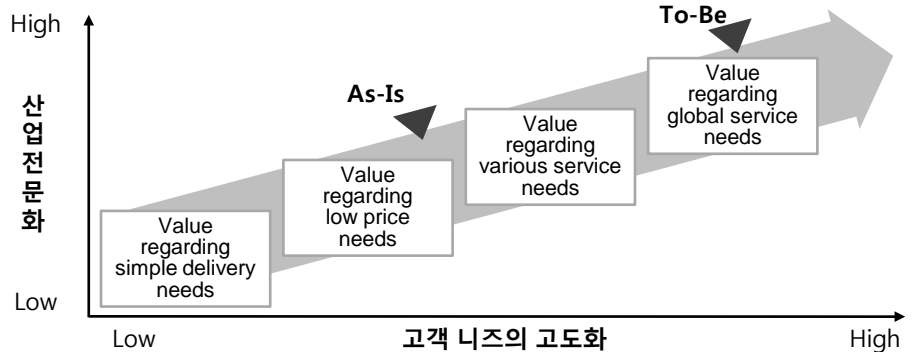 High
To-Be
As-Is
Value
regarding
global service
needs
Value
regarding
various service
needs
Value
regarding
low price
needs
Value
regarding
simple delivery
needs
산업전문화
Low
Low
고객 니즈의 고도화
High